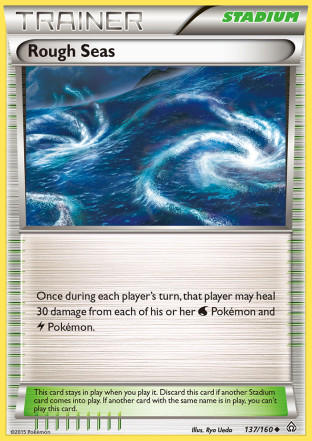 TRAINER STADIUM
Rough Seas
Once during each player's turn, that player may heal
30 damage from each of his or her Pokémon and
Pokémon.
This card stays in play when you play it. Discard this card if another Stadium
card comes into play. If another card with the same name is in play, you can't
play this card.
©2015 Pokémon Illus. Ryo Ueda 137/160